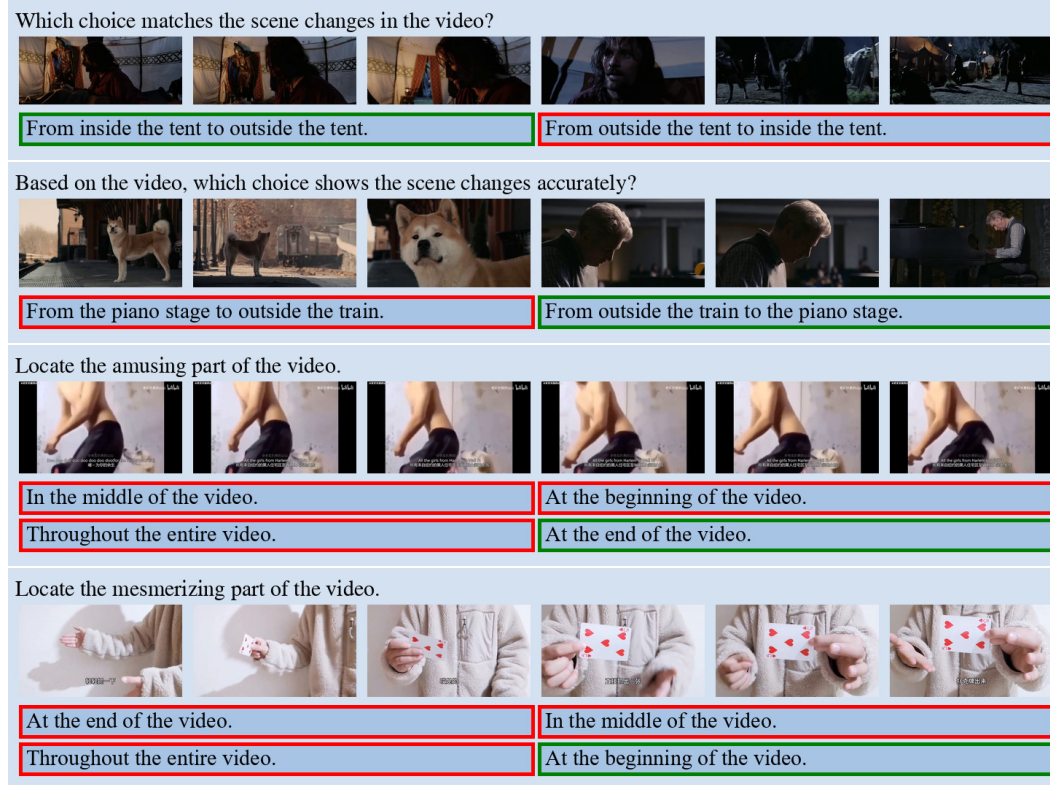 Which choice matches the scene changes in the video?
From inside the tent to outside the tent.
From outside the tent to inside the tent.
Based on the video, which choice shows the scene changes accurately?
From the piano stage to outside the train.
From outside the train to the piano stage.
Locate the amusing part of the video.
In the middle of the video.
At the beginning of the video.
Throughout the entire video.
At the end of the video.
Locate the mesmerizing part of the video.
At the end of the video.
In the middle of the video.
Throughout the entire video.
At the beginning of the video.